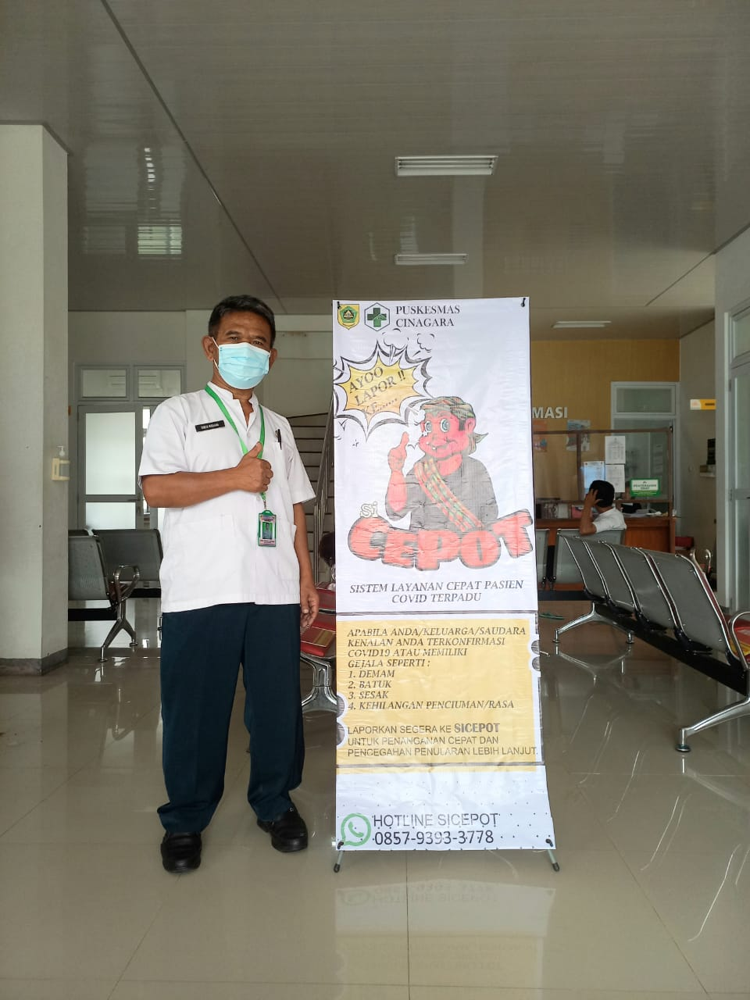 PUSKESMAS
CINAGARA
AYOO
LAPOR !!
KE.....
Si
CEPOT
SISTEM LAYANAN CEPAT PASIEN
COVID TERPADU
APABILA ANDA/KELUARGA/SAUDARA
KENALAN ANDA TERKONFIRMASI
COVID19 ATAU MEMILIKI
GEJALA SEPERTI :
1. DEMAM
2. BATUK
3. SESAK
4. KEHILANGAN PENCIUMAN/RASA
LAPORKAN SEGERA KE SICEPOT
UNTUK PENANGANAN CEPAT DAN
PENCEGAHAN PENULARAN LEBIH LANJUT.
HOTLINE SICEPOT
0857-9393-3778
MASI